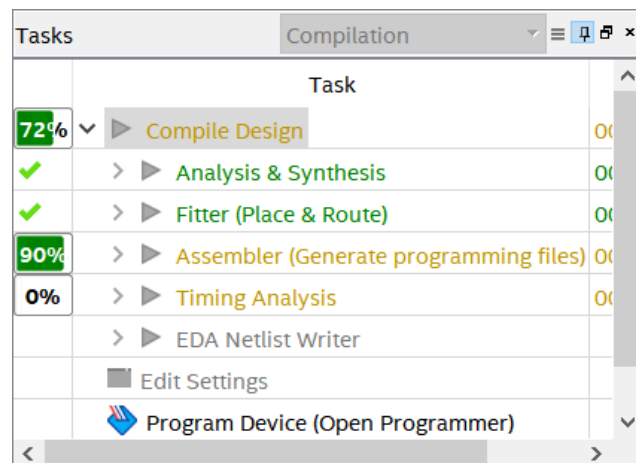 Tasks Compilation
Task
72% Compile Design
Analysis & Synthesis
Fitter (Place & Route)
90% Assembler (Generate programming files)
0% Timing Analysis
EDA Netlist Writer
Edit Settings
Program Device (Open Programmer)